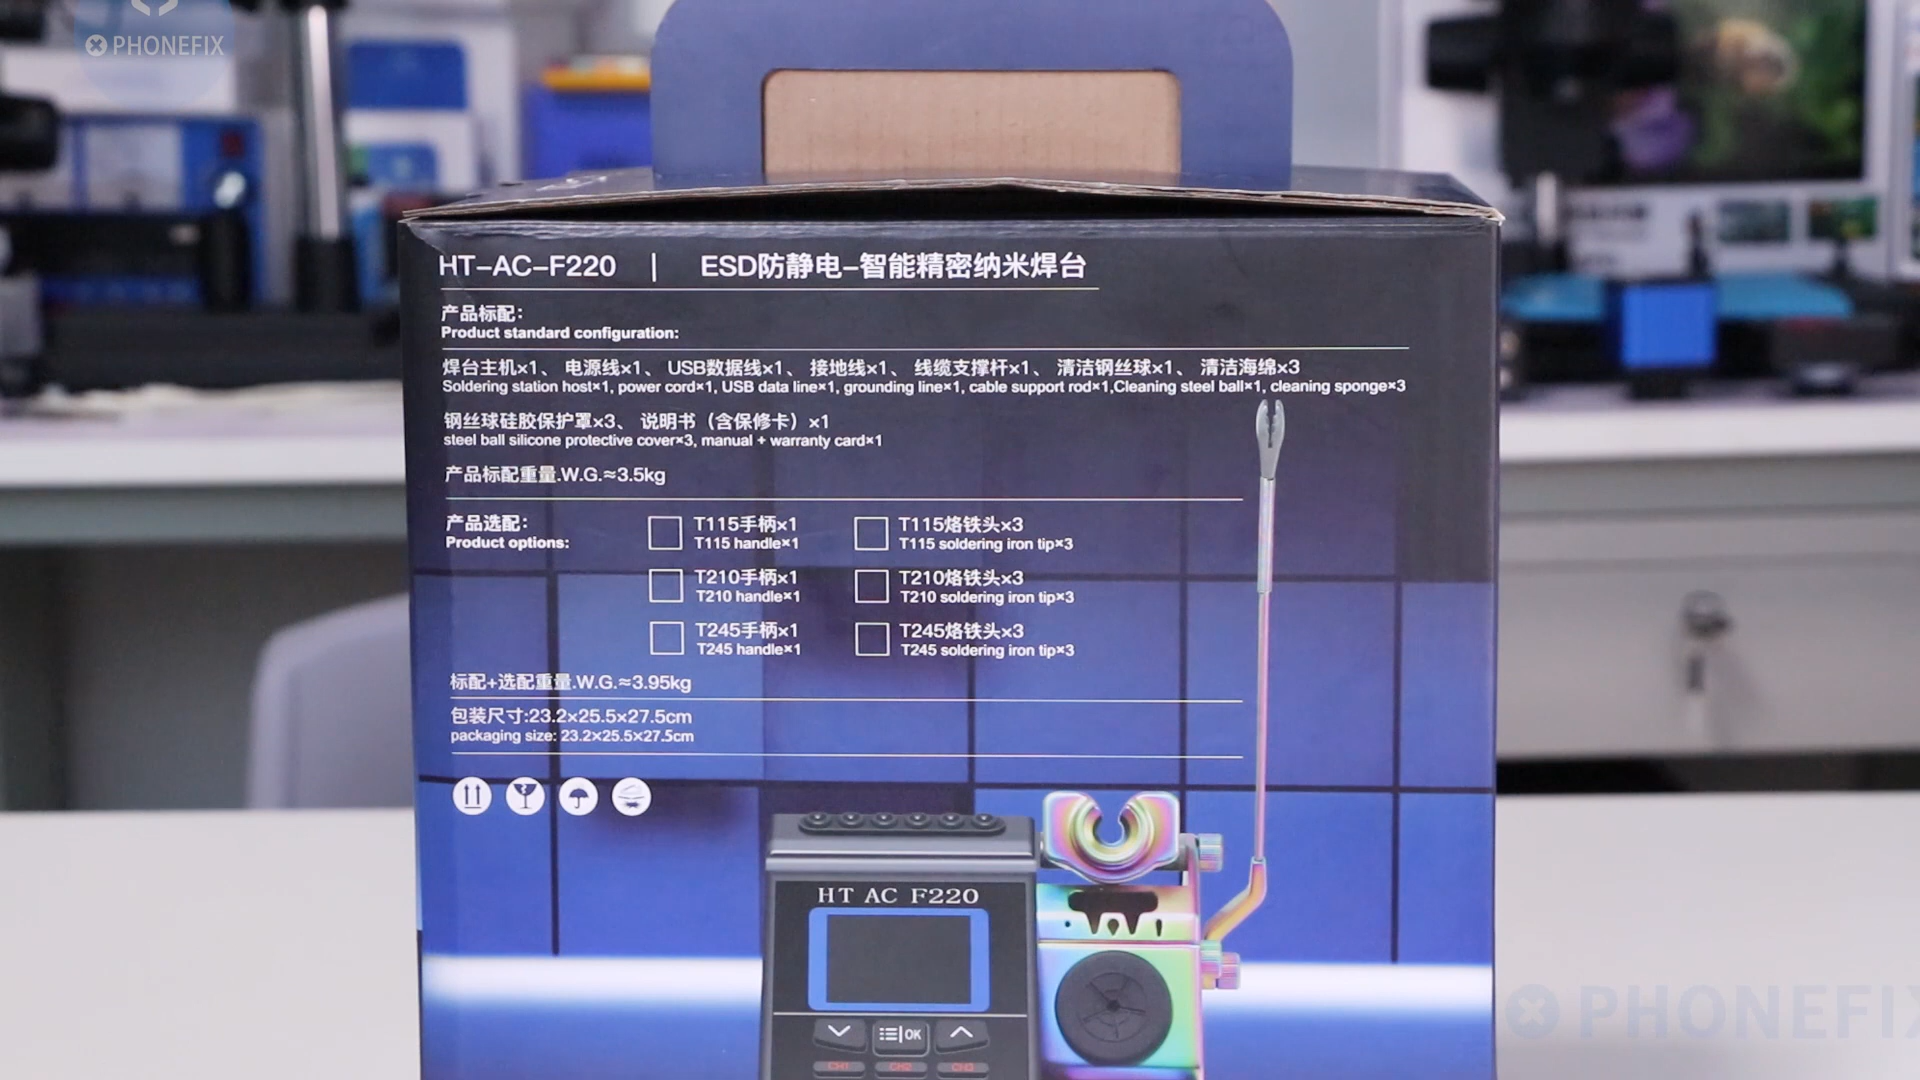 PHONEFIX
HT-AC-F220 | ESD防静电-智能精密纳米焊台
产品标配：
Product standard configuration:
焊台主机×1、 电源线×1、 USB数据线×1、 接地线×1、 线缆支撑杆×1、 清洁钢丝球×1、 清洁海绵×3
Soldering station host×1, power cord×1, USB data line×1, grounding line×1, cable support rod×1,Cleaning steel ball×1, cleaning sponge×3
钢丝球硅胶保护罩×3、 说明书（含保修卡）×1
steel ball silicone protective cover×3, manual + warranty card×1
产品标配重量.W.G.≈3.5kg
产品选配：
Product options:
T115手柄×1
T115 handle×1
T115烙铁头×3
T115 soldering iron tip×3
T210手柄×1
T210 handle×1
T210烙铁头×3
T210 soldering iron tip×3
T245手柄×1
T245 handle×1
T245烙铁头×3
T245 soldering iron tip×3
标配+选配重量.W.G.≈3.95kg
包装尺寸:23.2×25.5×27.5cm
packaging size: 23.2×25.5×27.5cm
HT AC F220
OK
CH1 CH2 CH3
PHONEFIX